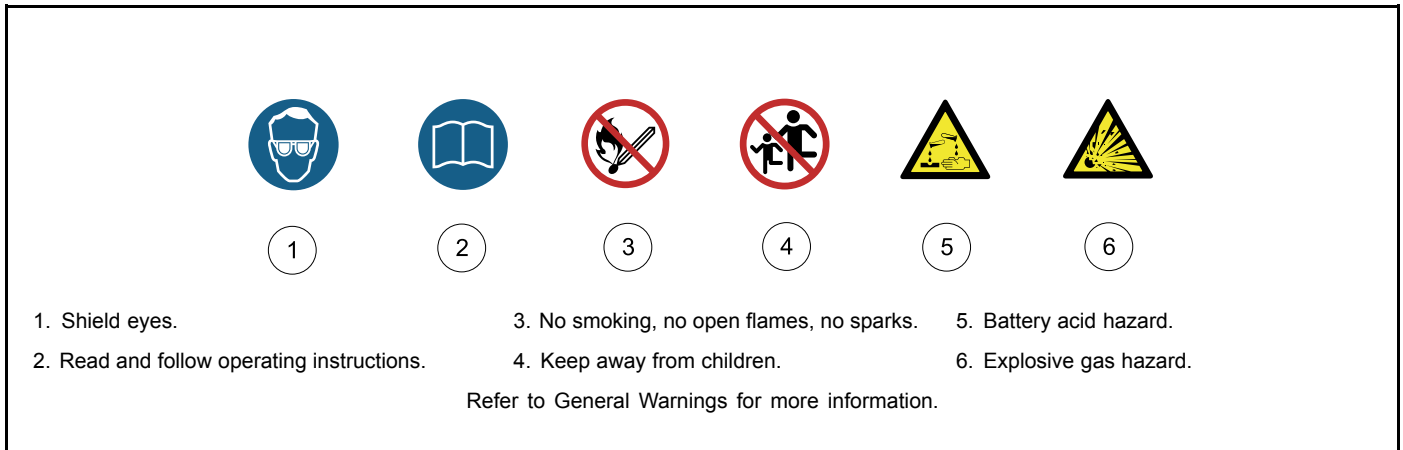 1 2 3 4 5 6
1. Shield eyes.
2. Read and follow operating instructions.
3. No smoking, no open flames, no sparks.
4. Keep away from children.
5. Battery acid hazard.
6. Explosive gas hazard.
Refer to General Warnings for more information.